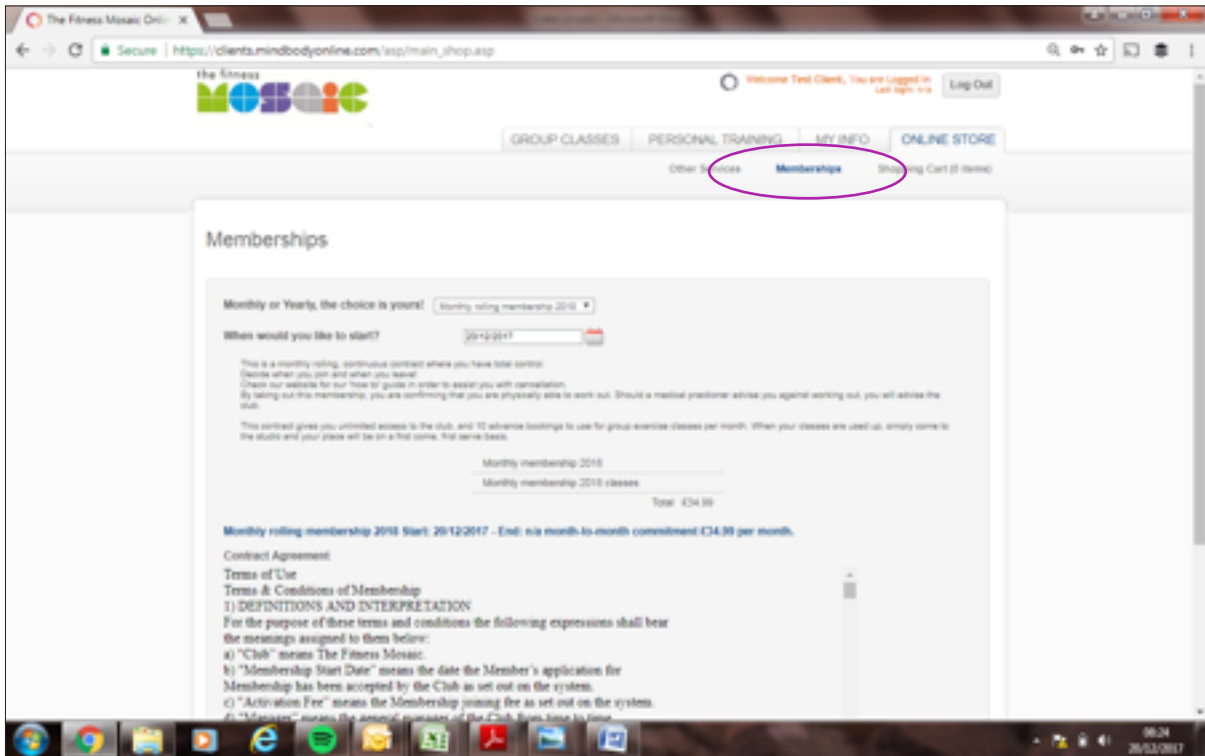 The Fitness Mosaic Onli
Secure | https://clients.mindbodyonline.com/asp/main_shop.asp
the fitness
MOSAIC
Welcome Test Client, You are Logged In
Last login: n/a
Log Out
GROUP CLASSES PERSONAL TRAINING MY INFO ONLINE STORE
Other Services Memberships Shopping Cart (0 items)
Memberships
Monthly or Yearly, the choice is yours! Monthly rolling membership 2018
When would you like to start? 20/12/2017
This is a monthly rolling, continuous contract where you have total control.
Decide when you join and when you leave!
Check our website for our 'how to' guide in order to assist you with cancellation.
By taking out this membership, you are confirming that you are physically able to work out. Should a medical practioner advise you against working out, you will advise the
club.
This contract gives you unlimited access to the club, and 10 advance bookings to use for group exercise classes per month. When your classes are used up, simply come to
the studio and your place will be on a first come, first serve basis.
Monthly membership 2018
Monthly membership 2018 classes
Total £34.99
Monthly rolling membership 2018 Start: 20/12/2017 - End: n/a month-to-month commitment £34.99 per month.
Contract Agreement
Terms of Use
Terms & Conditions of Membership
1) DEFINITIONS AND INTERPRETATION
For the purpose of these terms and conditions the following expressions shall bear
the meanings assigned to them below:
a) "Club" means The Fitness Mosaic.
b) "Membership Start Date" means the date the Member's application for
Membership has been accepted by the Club as set out on the system.
c) "Activation Fee" means the Membership joining fee as set out on the system.
d) "Manager" means the general manager of the Club from time to time
08:24
20/12/2017